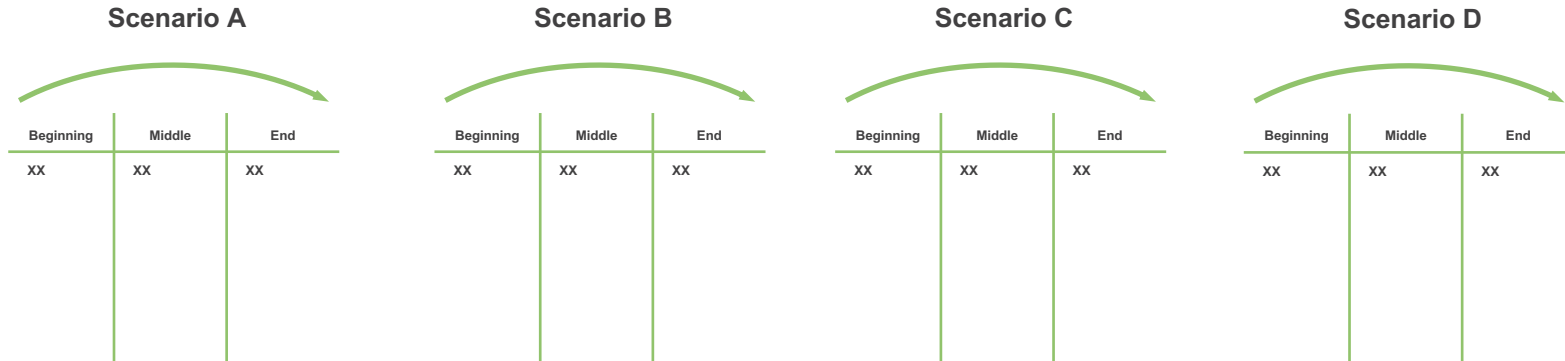 Scenario A
Beginning Middle End
XX XX XX
Scenario B
Beginning Middle End
XX XX XX
Scenario C
Beginning Middle End
XX XX XX
Scenario D
Beginning Middle End
XX XX XX